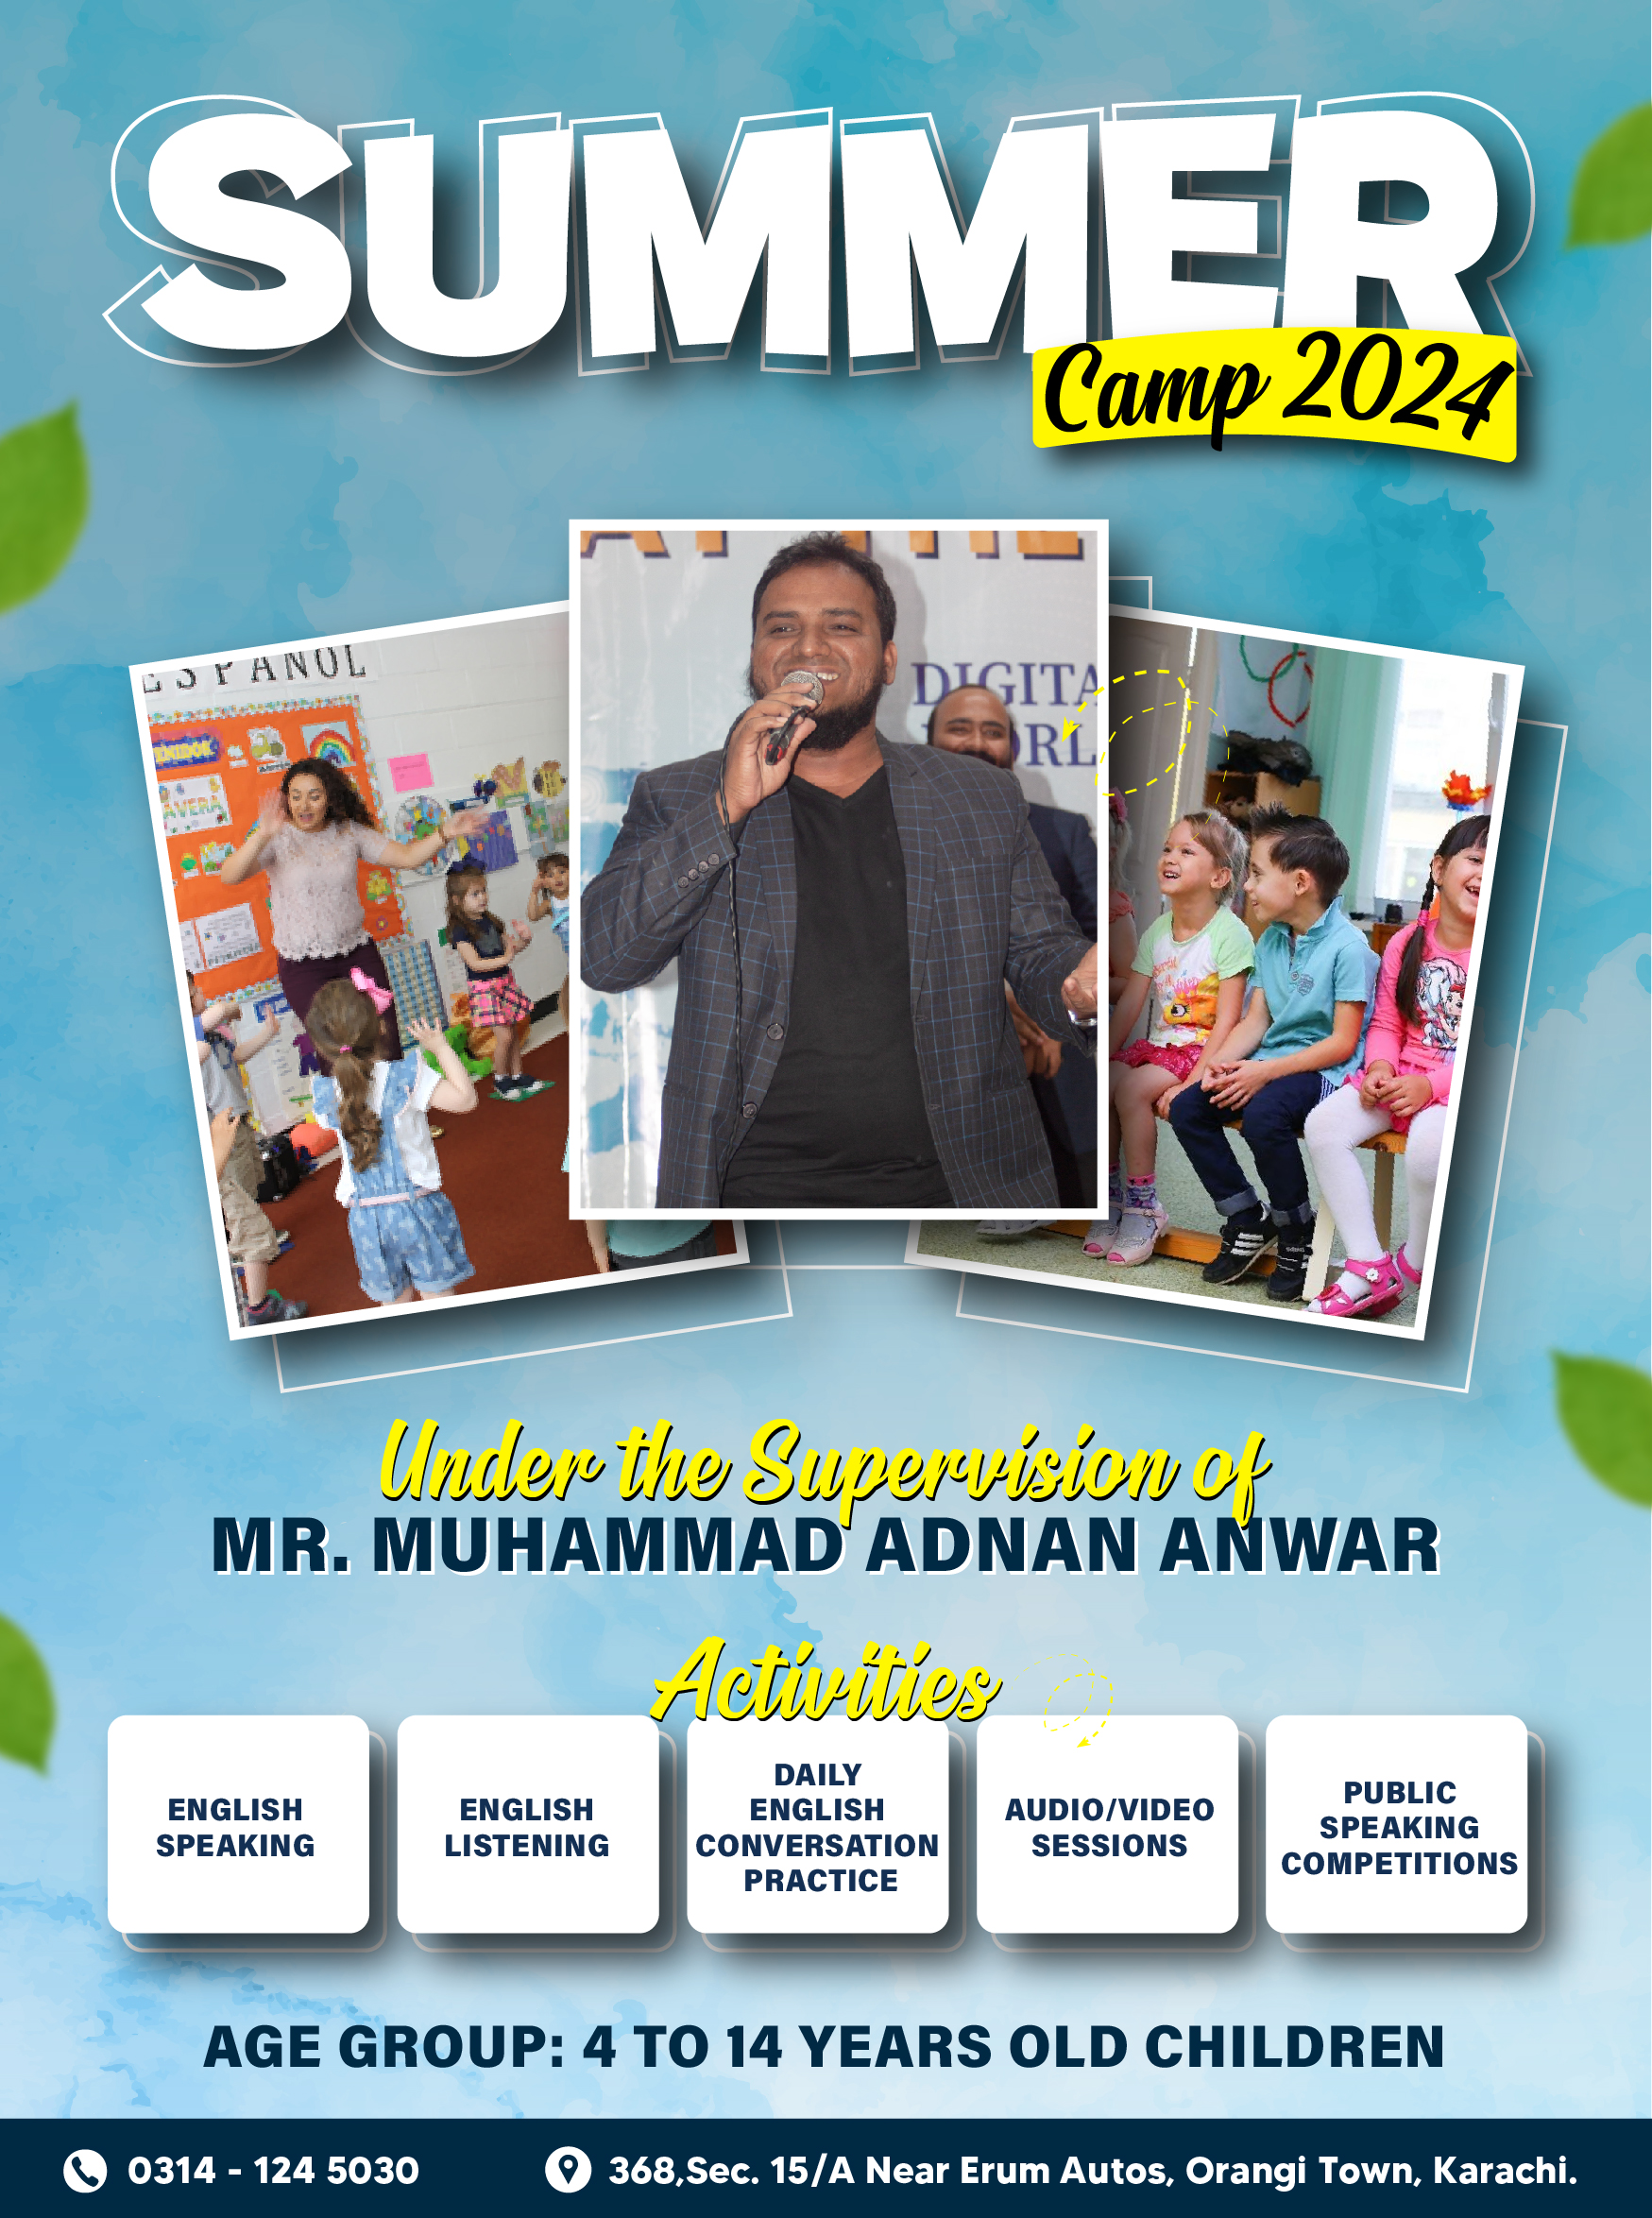 SUMMER
Camp 2024
ESPANOL
DIGITA
Under the Supervision of
MR. MUHAMMAD ADNAN ANWAR
Activities
ENGLISH
SPEAKING
ENGLISH
LISTENING
DAILY
ENGLISH
CONVERSATION
PRACTICE
AUDIO/VIDEO
SESSIONS
PUBLIC
SPEAKING
COMPETITIONS
AGE GROUP: 4 TO 14 YEARS OLD CHILDREN
0314 - 124 5030
368,Sec. 15/A Near Erum Autos, Orangi Town, Karachi.